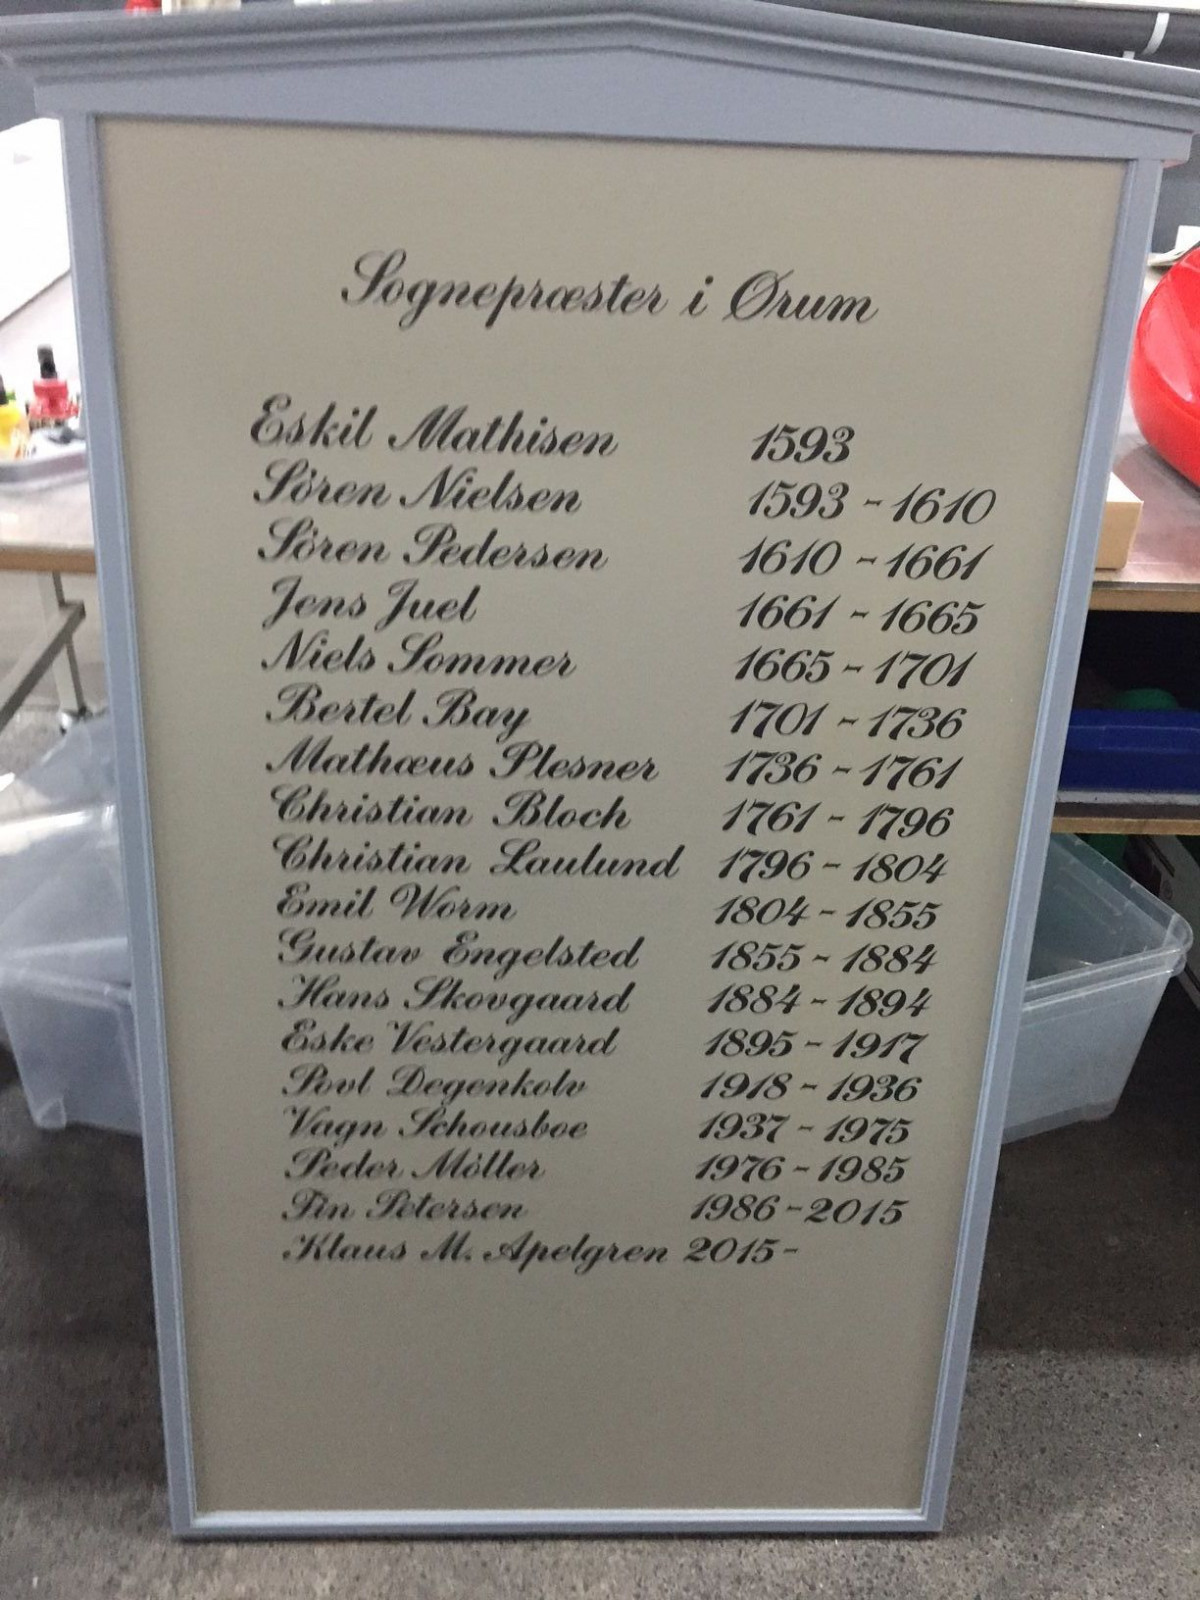 Sognepræster i Ørum
Eskil Mathisen 1593
Sören Nielsen 1593 - 1610
Sören Pedersen 1610 - 1661
Jens Juel 1661 - 1665
Niels Sommer 1665 - 1701
Bertel Bay 1701 - 1736
Mathæus Plesner 1736 - 1761
Christian Bloch 1761 - 1796
Christian Laulund 1796 - 1804
Emil Worm 1804 - 1855
Gustav Engelsted 1855 - 1884
Hans Skovgaard 1884 - 1894
Eske Vestergaard 1895 - 1917
Povl Degenkolv 1918 - 1936
Vagn Schousboe 1937 - 1975
Peder Möller 1976 - 1985
Fin Petersen 1986 - 2015
Klaus M. Apelgren 2015 -